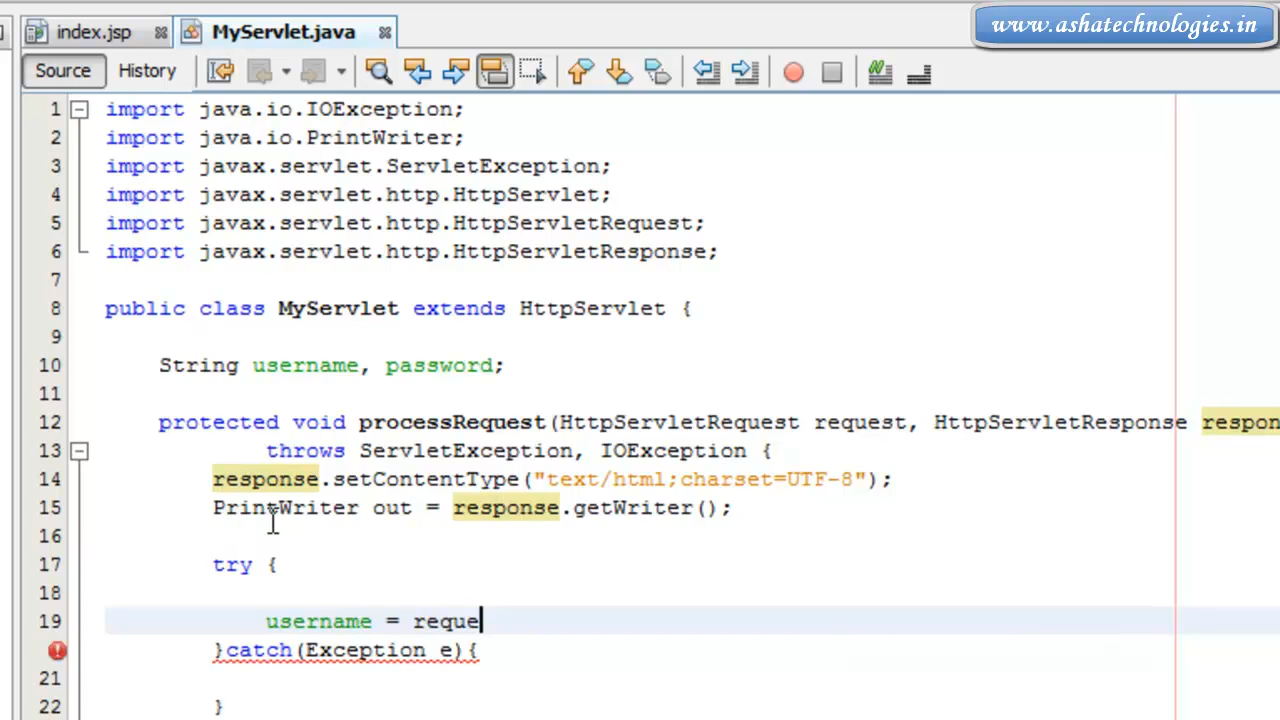 index.jsp MyServlet.java
www.ashatechnologies.in
Source History
1 import java.io.IOException;
2 import java.io.PrintWriter;
3 import javax.servlet.ServletException;
4 import javax.servlet.http.HttpServlet;
5 import javax.servlet.http.HttpServletRequest;
6 import javax.servlet.http.HttpServletResponse;
7
8 public class MyServlet extends HttpServlet {
9
10 String username, password;
11
12 protected void processRequest(HttpServletRequest request, HttpServletResponse respon
13 throws ServletException, IOException {
14 response.setContentType("text/html;charset=UTF-8");
15 PrintWriter out = response.getWriter();
16
17 try {
18
19 username = reque
}catch(Exception e){
21
22 }